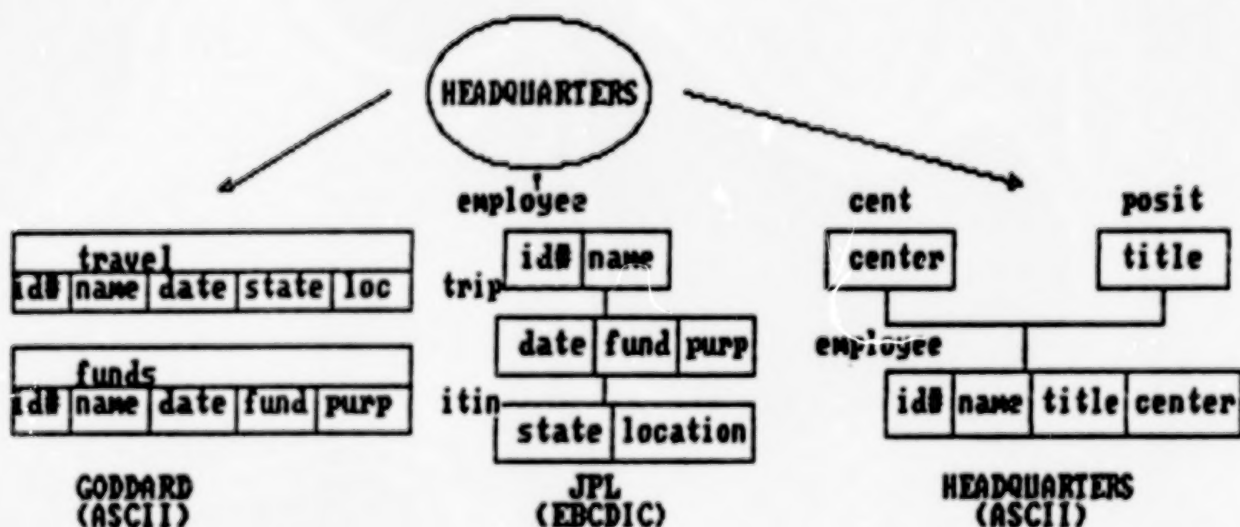 HEADQUARTERS
employee
cent
posit
travel
id# name date state loc
id# name
center
title
trip
funds
id# name date fund purp
date fund purp
employee
itin
state location
id# name title center
GODDARD
(ASCII)
JPL
(EBCDIC)
HEADQUARTERS
(ASCII)